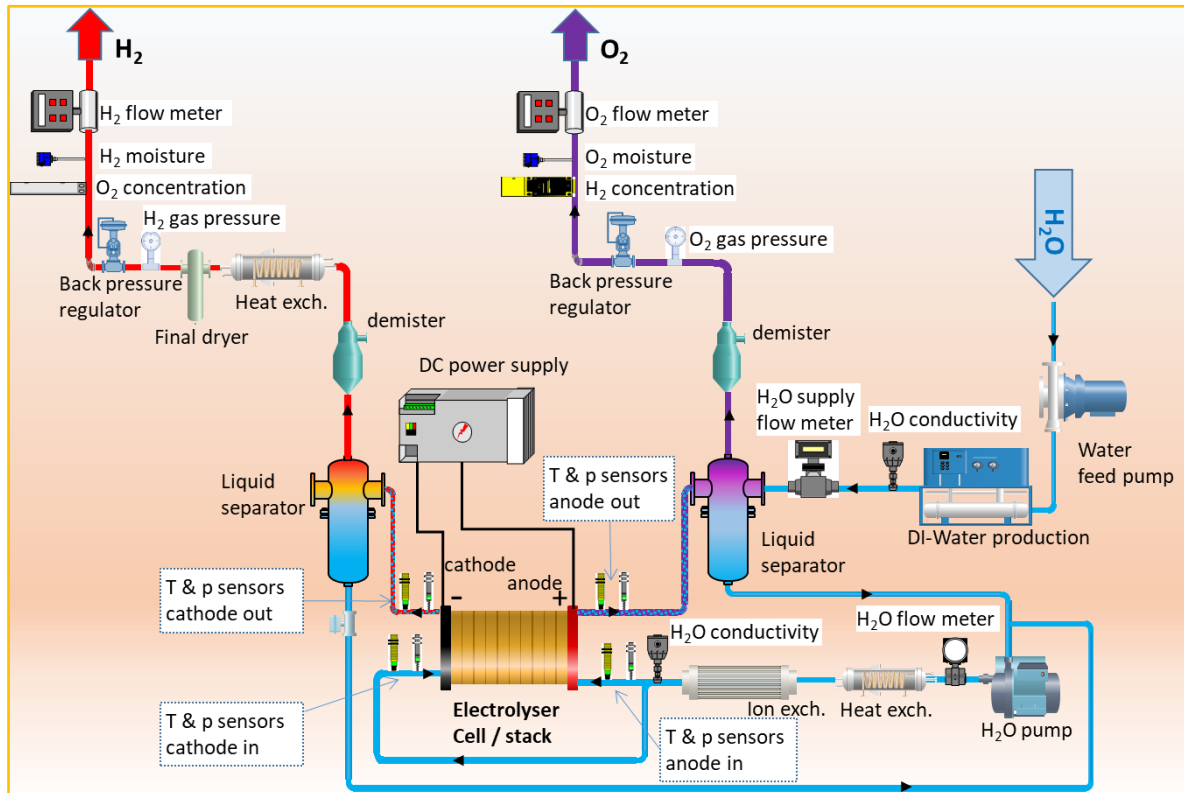 H₂
O₂
H₂ flow meter
O₂ flow meter
H₂ moisture
O₂ moisture
O₂ concentration
H₂ concentration
H₂O
H₂ gas pressure
O₂ gas pressure
Back pressure
regulator
Heat exch.
Back pressure
regulator
Final dryer
demister
demister
DC power supply
H₂O supply
flow meter
H₂O conductivity
Water
feed pump
Liquid
separator
T & p sensors
anode out
DI-Water production
Liquid
separator
cathode
anode
-
+
T & p sensors
cathode out
H₂O conductivity
H₂O flow meter
T & p sensors
cathode in
Electrolyser
Cell / stack
T & p sensors
anode in
Ion exch.
Heat exch.
H₂O pump